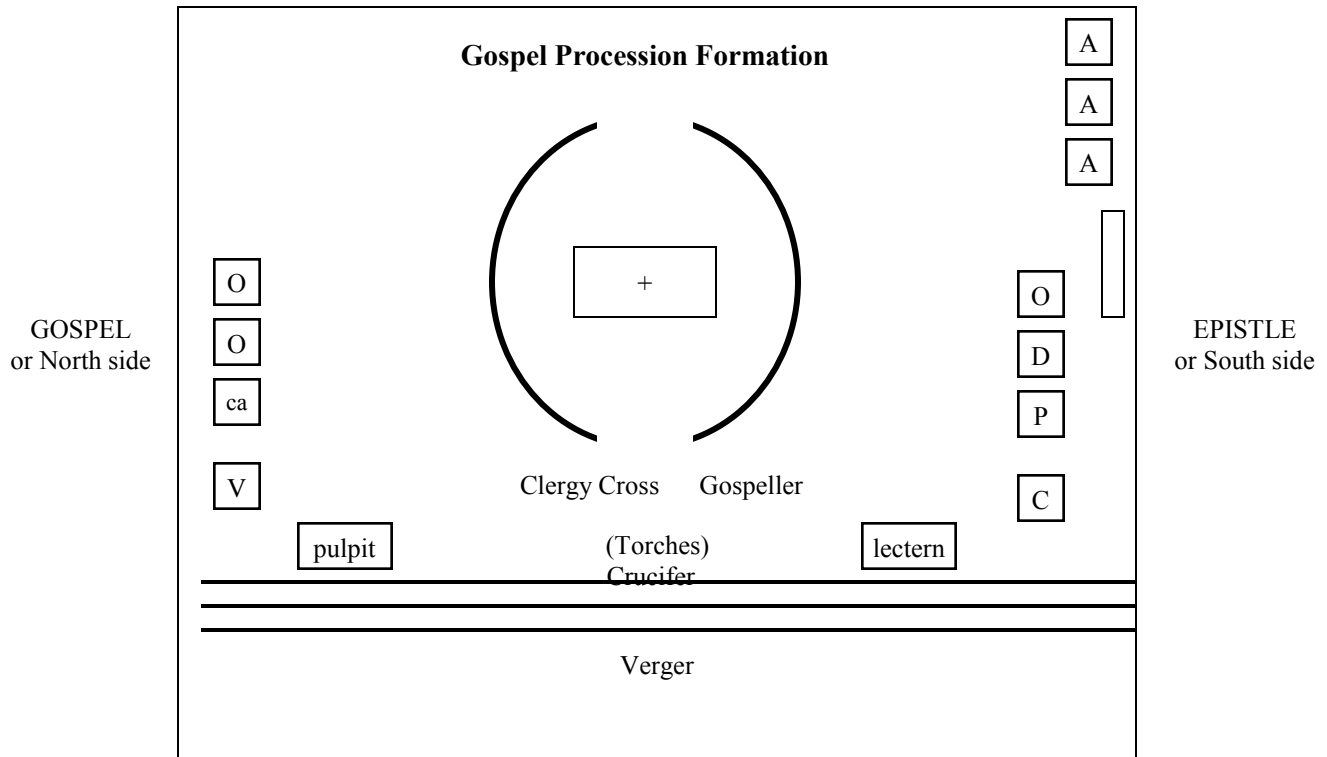 Gospel Procession Formation
A
A
A
GOSPEL
or North side
O
O
ca
V
+
O
D
P
C
EPISTLE
or South side
Clergy Cross Gospeller
pulpit
(Torches)
Crucifer
lectern
Verger